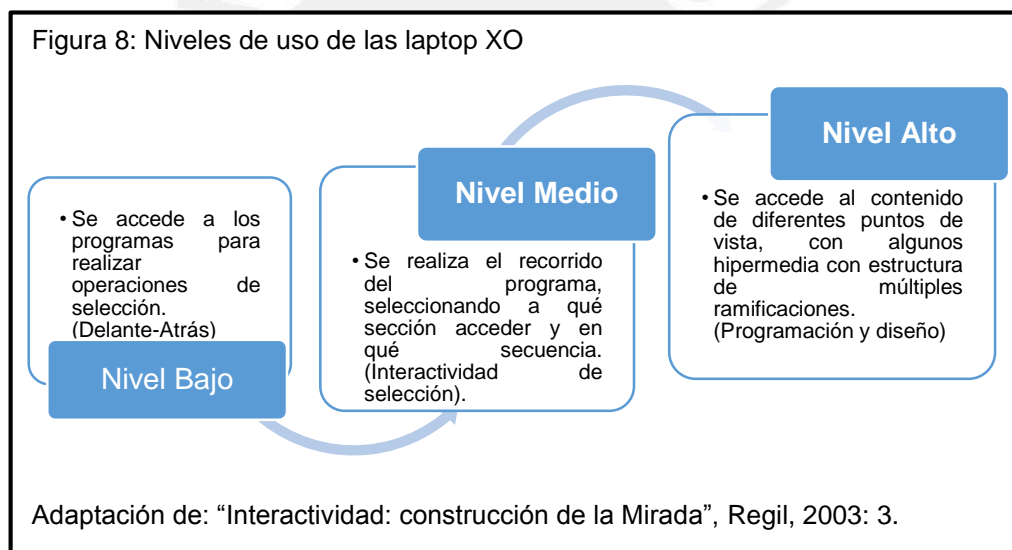 Figura 8: Niveles de uso de las laptop XO
• Se accede a los
programas para
realizar
operaciones de
selección.
(Delante-Atrás)
Nivel Bajo
Nivel Medio
• Se realiza el recorrido
del programa,
seleccionando a qué
sección acceder y en
qué secuencia.
(Interactividad de
selección).
Nivel Alto
• Se accede al contenido
de diferentes puntos de
vista, con algunos
hipermedia con estructura
de múltiples
ramificaciones.
(Programación y diseño)
Adaptación de: “Interactividad: construcción de la Mirada”, Regil, 2003: 3.